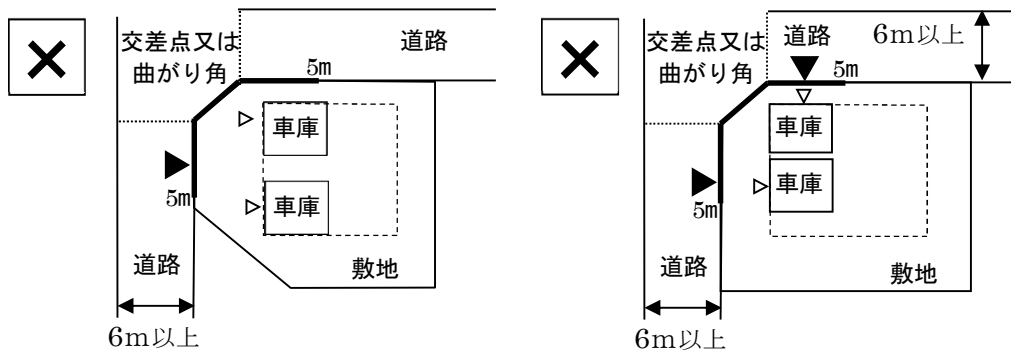 交差点又は
曲がり角
道路
5m
車庫
車庫
5m
道路
敷地
6m以上
交差点又は
曲がり角
道路
6m以上
5m
車庫
車庫
5m
道路
敷地
6m以上